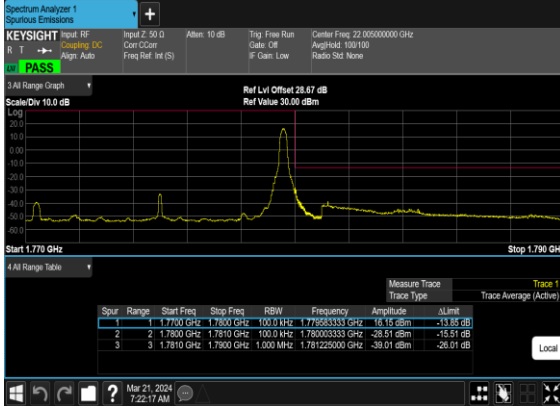 Spectrum Analyzer 1
Spurious Emissions
+
KEYSIGHT Input: RF Input Z: 50 Ω Atten: 10 dB Trig: Free Run Center Freq: 22.005000000 GHz
R T Coupling: DC Corr CCorr Gate: Off Avg|Hold: 100/100
Align: Auto Freq Ref: Int (S) IF Gain: Low Radio Std: None
LXI PASS
3 All Range Graph
Ref Lvl Offset 28.67 dB
Scale/Div 10.0 dB Ref Value 30.00 dBm
Log
20.0
10.0
0.00
-10.0
-20.0
-30.0
-40.0
-50.0
-60.0
Start 1.770 GHz Stop 1.790 GH
4 All Range Table
Measure Trace Trace 1
Trace Type Trace Average (Active)
Spur Range Start Freq Stop Freq RBW Frequency Amplitude ΔLimit
1 1 1.7700 GHz 1.7800 GHz 100.0 kHz 1.779583333 GHz 16.15 dBm -13.85 dB
2 2 1.7800 GHz 1.7810 GHz 100.0 kHz 1.780003333 GHz -28.51 dBm -15.51 dB
3 3 1.7810 GHz 1.7900 GHz 1.000 MHz 1.781225000 GHz -39.01 dBm -26.01 dB
Local
? Mar 21, 2024
7:22:17 AM